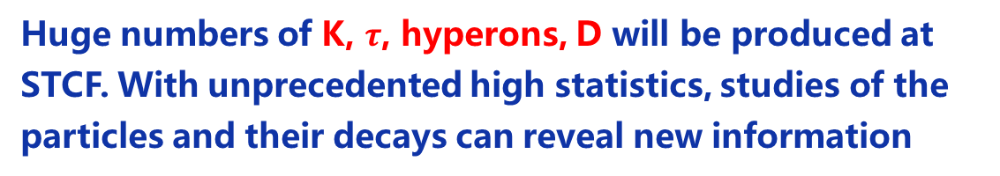 Huge numbers of K, τ, hyperons, D will be produced at
STCF. With unprecedented high statistics, studies of the
particles and their decays can reveal new information